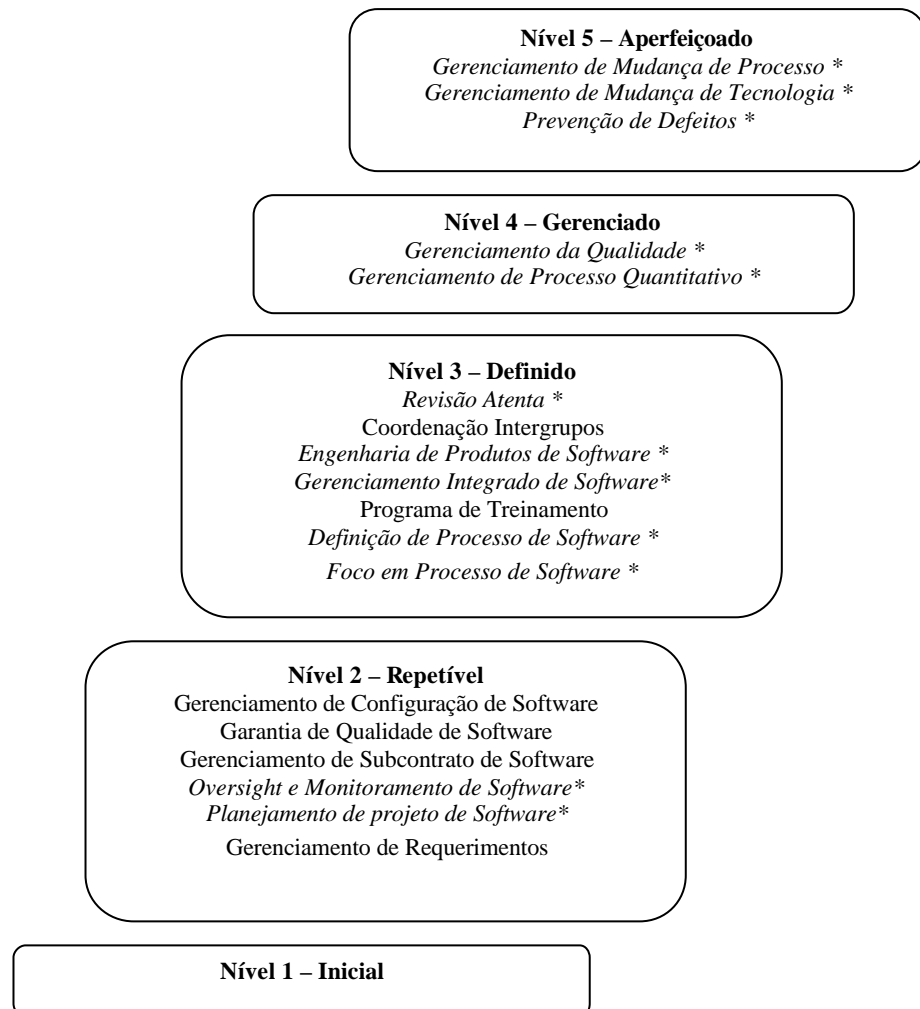 Nível 5 – Aperfeiçoado
Gerenciamento de Mudança de Processo *
Gerenciamento de Mudança de Tecnologia *
Prevenção de Defeitos *
Nível 4 – Gerenciado
Gerenciamento da Qualidade *
Gerenciamento de Processo Quantitativo *
Nível 3 – Definido
Revisão Atenta *
Coordenação Intergrupos
Engenharia de Produtos de Software *
Gerenciamento Integrado de Software*
Programa de Treinamento
Definição de Processo de Software *
Foco em Processo de Software *
Nível 2 – Repetível
Gerenciamento de Configuração de Software
Garantia de Qualidade de Software
Gerenciamento de Subcontrato de Software
Oversight e Monitoramento de Software*
Planejamento de projeto de Software*
Gerenciamento de Requerimentos
Nível 1 – Inicial